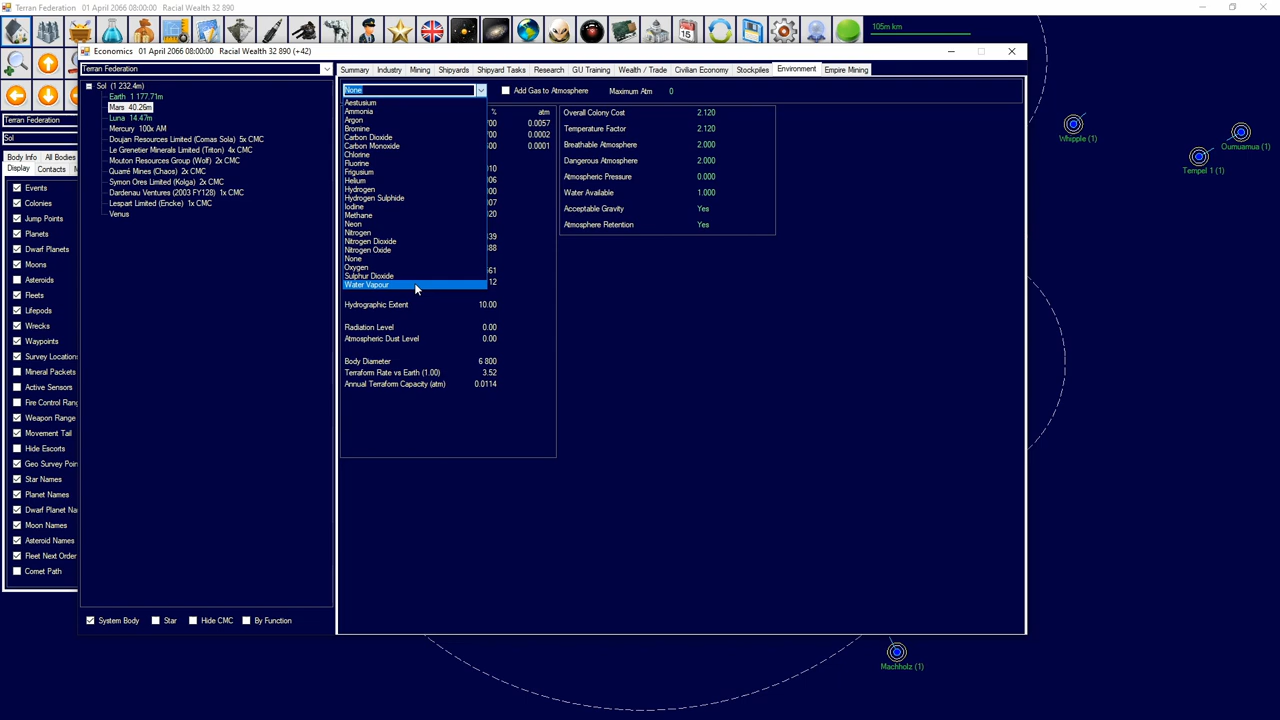 Terran Federation   01 April 2066 08:00:00   Racial Wealth 32 890
105m km
Economics   01 April 2066 08:00:00   Racial Wealth 32 890 (+42)
Terran Federation
Summary Industry Mining Shipyards Shipyard Tasks Research GU Training Wealth / Trade Civilian Economy Stockpiles Environment Empire Mining
Sol (1 232.4m)
Earth 1 177.71m
Mars 40.26m
Luna 14.47m
Mercury 100x AM
Doujan Resources Limited (Comas Sola) 5x CMC
Le Grenetier Minerals Limited (Triton) 4x CMC
Mouton Resources Group (Wolf) 2x CMC
Quarré Mines (Chaos) 2x CMC
Symon Ores Limited (Kolga) 2x CMC
Dardenau Ventures (2003 FY128) 1x CMC
Lespart Limited (Encke) 1x CMC
Venus
None
Add Gas to Atmosphere Maximum Atm 0
Aestusium
Ammonia
Argon
Bromine
Carbon Dioxide
Carbon Monoxide
Chlorine
Fluorine
Frigusium
Helium
Hydrogen
Hydrogen Sulphide
Iodine
Methane
Neon
Nitrogen
Nitrogen Dioxide
Nitrogen Oxide
None
Oxygen
Sulphur Dioxide
Water Vapour
% atm
00 0.0057
00 0.0002
00 0.0001
10
06
00
07
20
39
88
61
12
Hydrographic Extent 10.00
Radiation Level 0.00
Atmospheric Dust Level 0.00
Body Diameter 6 800
Terraform Rate vs Earth (1.00) 3.52
Annual Terraform Capacity (atm) 0.0114
Overall Colony Cost 2.120
Temperature Factor 2.120
Breathable Atmosphere 2.000
Dangerous Atmosphere 2.000
Atmospheric Pressure 0.000
Water Available 1.000
Acceptable Gravity Yes
Atmosphere Retention Yes
Terran Federation
Sol
Body Info All Bodies
Display Contacts
Events
Colonies
Jump Points
Planets
Dwarf Planets
Moons
Asteroids
Fleets
Lifepods
Wrecks
Waypoints
Survey Locations
Mineral Packets
Active Sensors
Fire Control Rang
Weapon Range
Movement Tail
Hide Escorts
Geo Survey Poin
Star Names
Planet Names
Dwarf Planet Na
Moon Names
Asteroid Names
Fleet Next Order
Comet Path
System Body Star Hide CMC By Function
Whipple (1)
Oumuamua (1)
Tempel 1 (1)
Machholz (1)